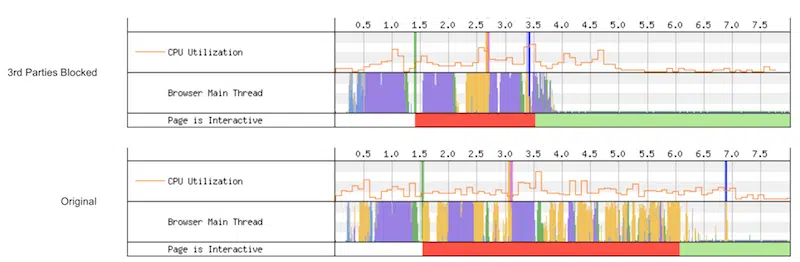 0.5 1.0 1.5 2.0 2.5 3.0 3.5 4.0 4.5 5.0 5.5 6.0 6.5 7.0 7.5
CPU Utilization
3rd Parties Blocked
Browser Main Thread
Page is Interactive
0.5 1.0 1.5 2.0 2.5 3.0 3.5 4.0 4.5 5.0 5.5 6.0 6.5 7.0 7.5
CPU Utilization
Original
Browser Main Thread
Page is Interactive